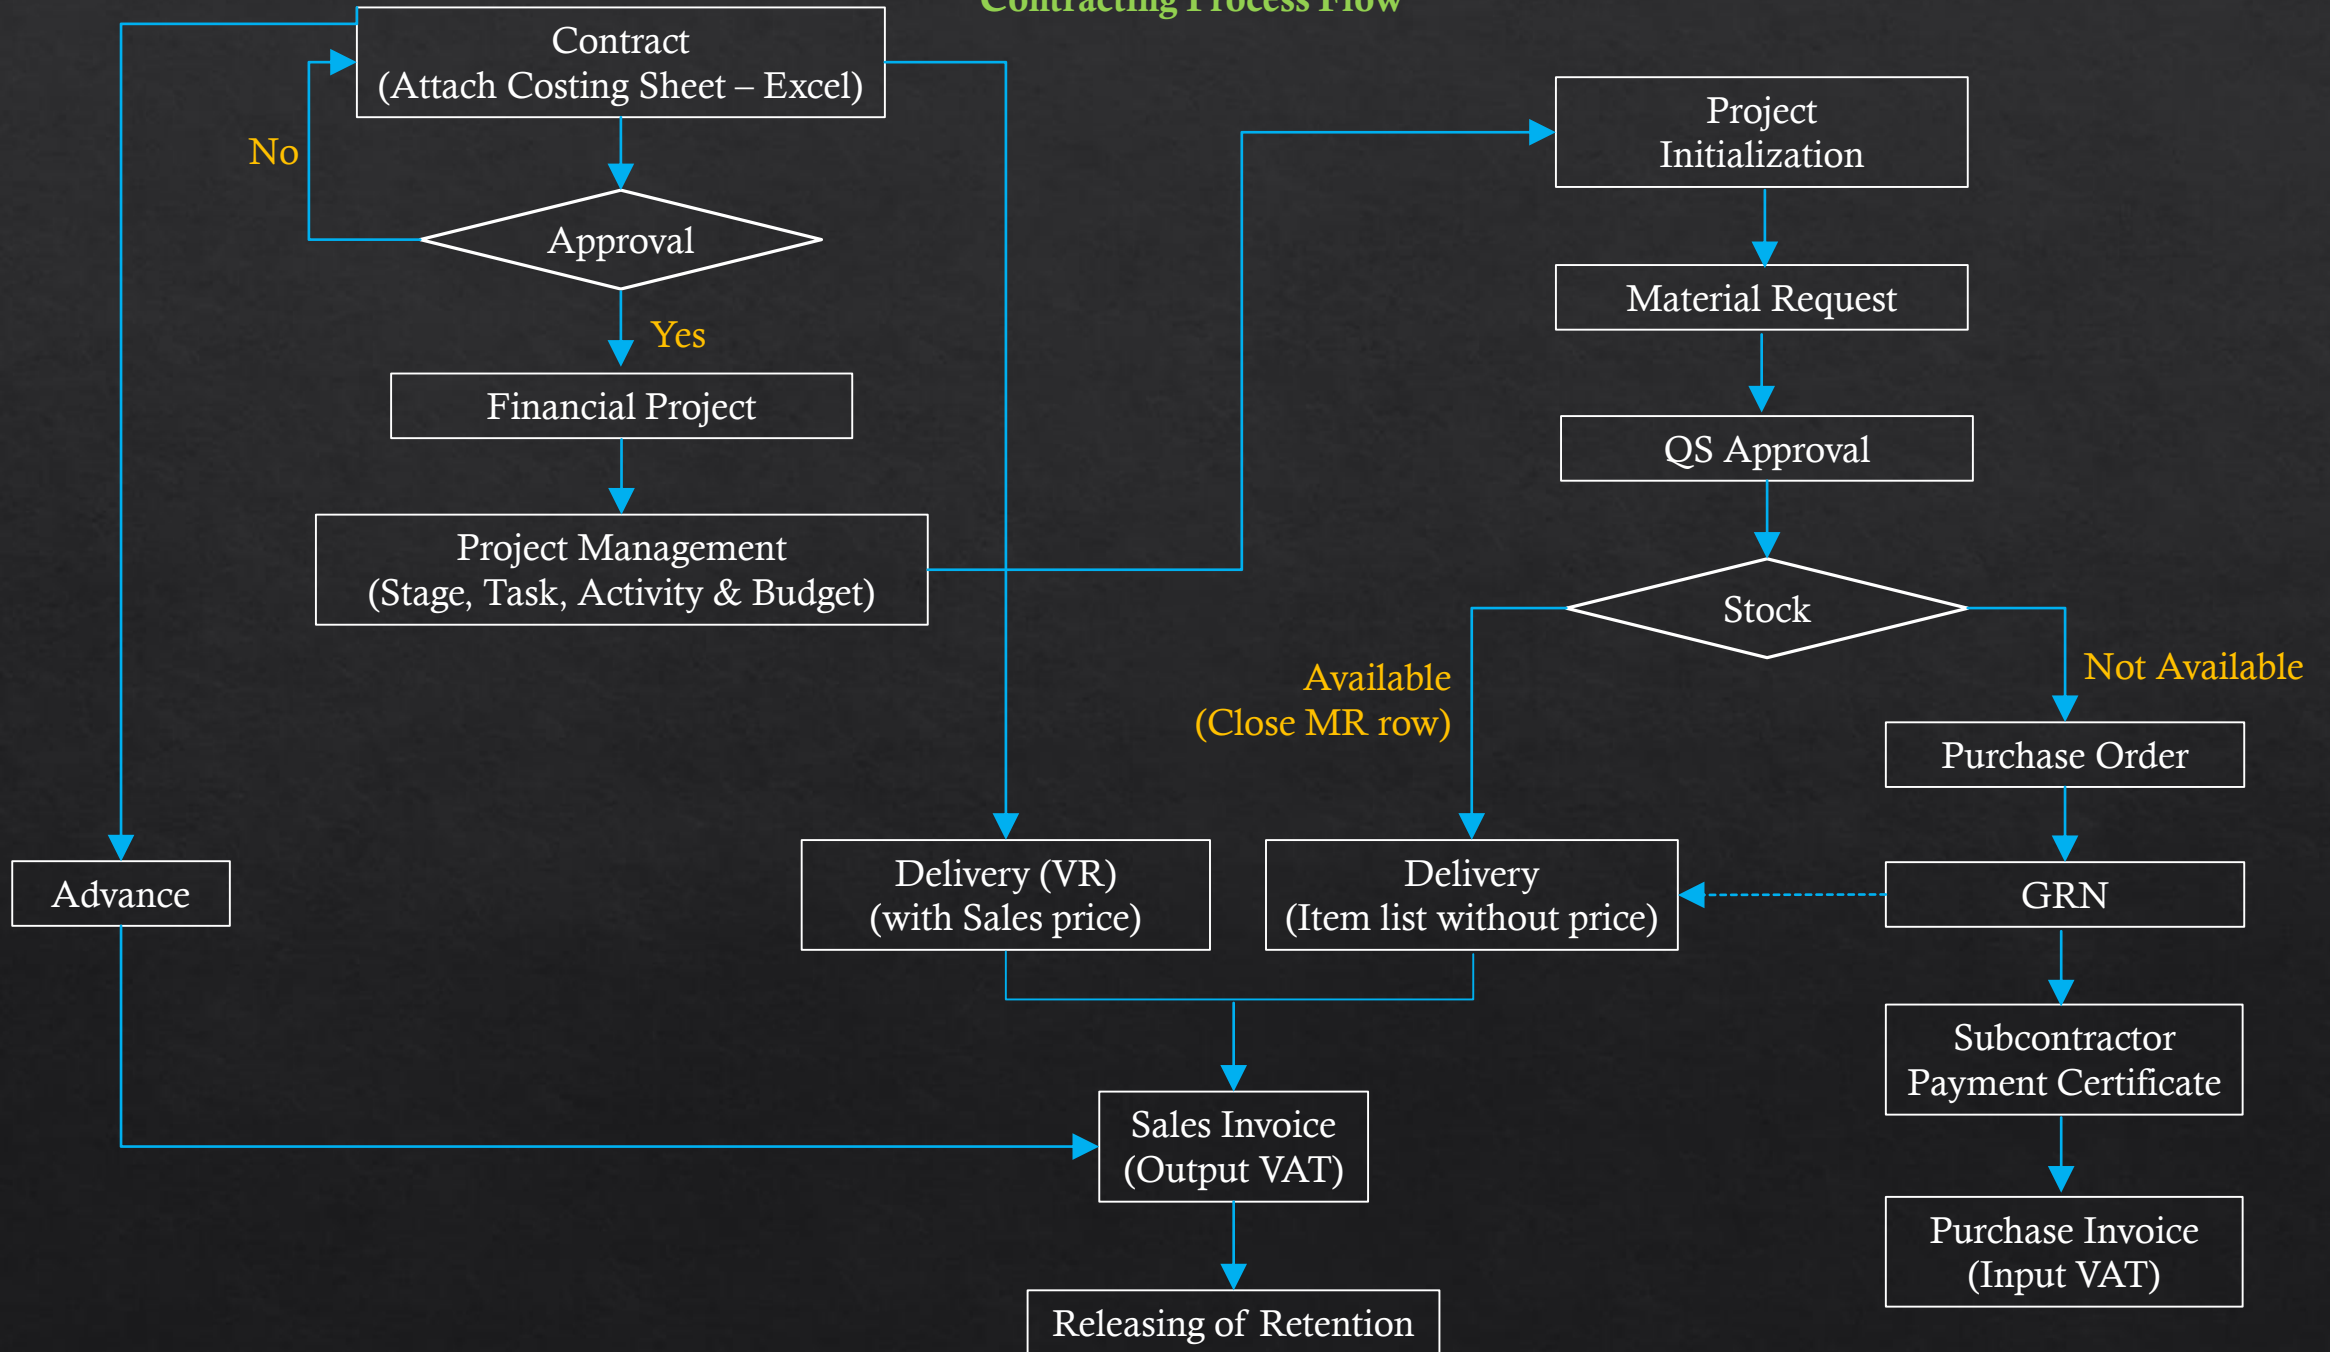 Contracting Process Flow
Contract
(Attach Costing Sheet – Excel)
No
Approval
Yes
Financial Project
Project Management
(Stage, Task, Activity & Budget)
Project
Initialization
Material Request
QS Approval
Stock
Available
(Close MR row)
Not Available
Purchase Order
Advance
Delivery (VR)
(with Sales price)
Delivery
(Item list without price)
GRN
Subcontractor
Payment Certificate
Sales Invoice
(Output VAT)
Purchase Invoice
(Input VAT)
Releasing of Retention